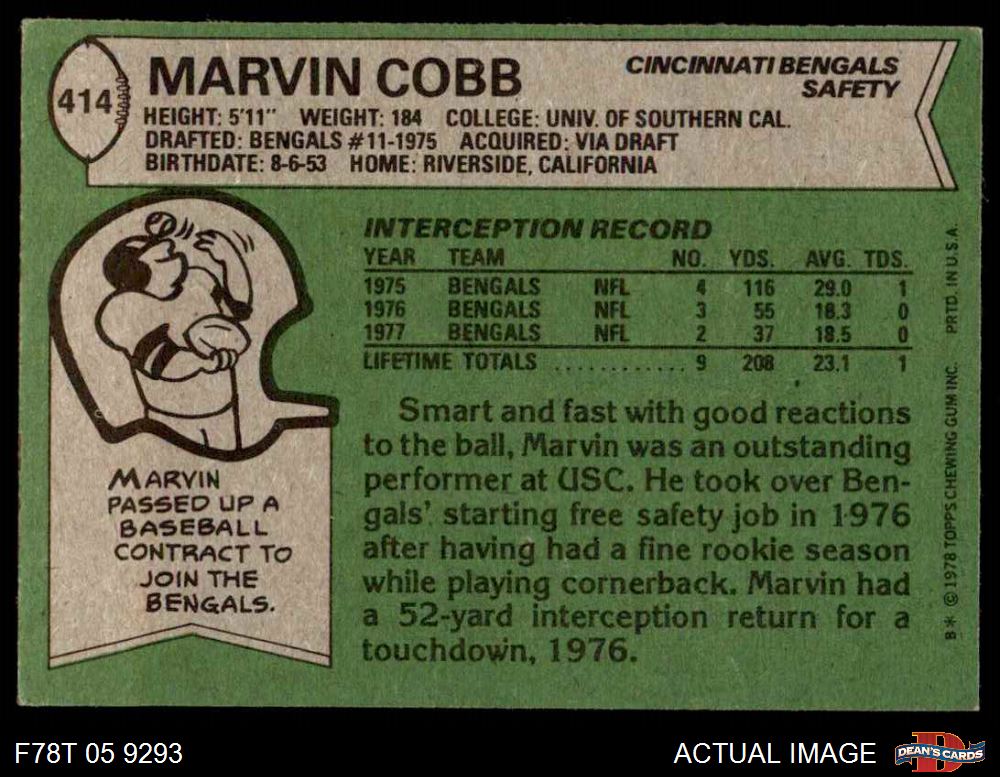 414
MARVIN COBB
CINCINNATI BENGALS
SAFETY
HEIGHT: 5'11" WEIGHT: 184 COLLEGE: UNIV. OF SOUTHERN CAL.
DRAFTED: BENGALS #11-1975 ACQUIRED: VIA DRAFT
BIRTHDATE: 8-6-53 HOME: RIVERSIDE, CALIFORNIA
INTERCEPTION RECORD
YEAR TEAM NO. YDS. AVG. TDS.
1975 BENGALS NFL 4 116 29.0 1
1976 BENGALS NFL 3 55 18.3 0
1977 BENGALS NFL 2 37 18.5 0
LIFETIME TOTALS ............ 9 208 23.1 1
Smart and fast with good reactions
to the ball, Marvin was an outstanding
performer at USC. He took over Ben-
gals' starting free safety job in 1976
after having had a fine rookie season
while playing cornerback. Marvin had
a 52-yard interception return for a
touchdown, 1976.
MARVIN
PASSED UP A
BASEBALL
CONTRACT TO
JOIN THE
BENGALS.
B* © 1978 TOPPS CHEWING GUM INC. PRTD. IN U.S.A.
F78T 05 9293
ACTUAL IMAGE
D
DEAN'S CARDS